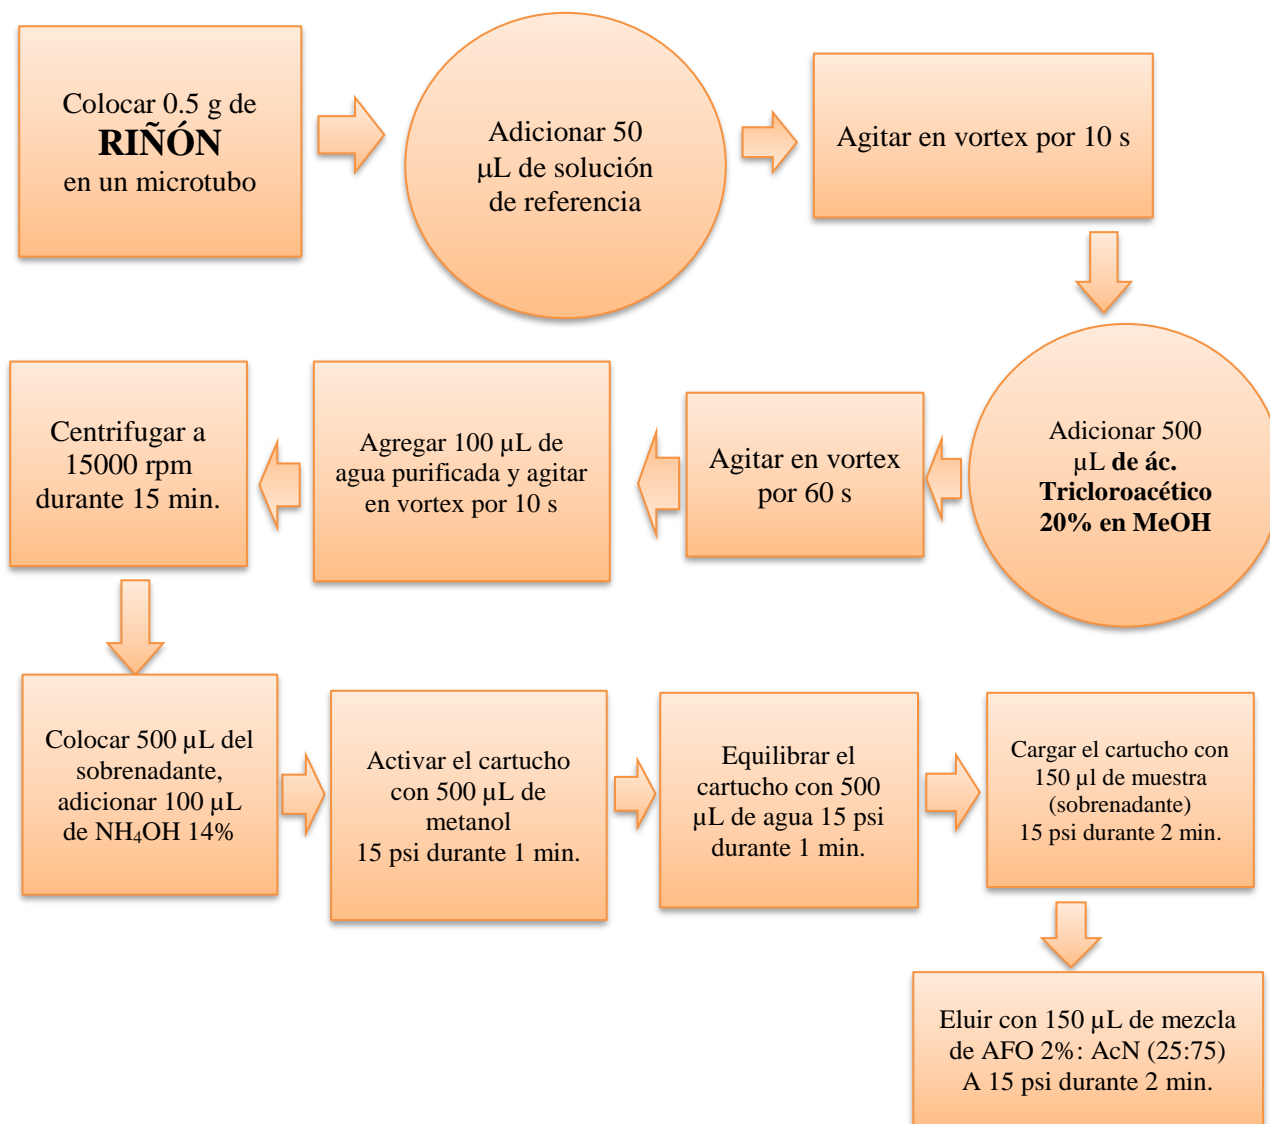 Colocar 0.5 g de
RIÑÓN
en un microtubo
Adicionar 50
µL de solución
de referencia
Agitar en vortex por 10 s
Adicionar 500
µL de ác.
Tricloroacético
20% en MeOH
Agitar en vortex
por 60 s
Agregar 100 µL de
agua purificada y agitar
en vortex por 10 s
Centrifugar a
15000 rpm
durante 15 min.
Colocar 500 µL del
sobrenadante,
adicionar 100 µL
de NH₄OH 14%
Activar el cartucho
con 500 µL de
metanol
15 psi durante 1 min.
Equilibrar el
cartucho con 500
µL de agua 15 psi
durante 1 min.
Cargar el cartucho con
150 µl de muestra
(sobrenadante)
15 psi durante 2 min.
Eluir con 150 µL de mezcla
de AFO 2%: AcN (25:75)
A 15 psi durante 2 min.